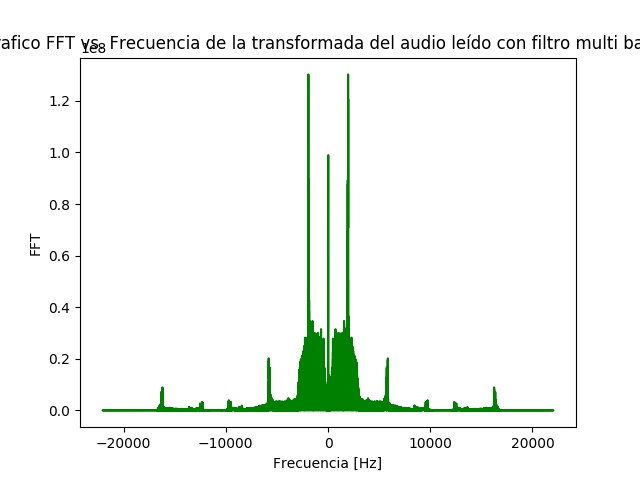 afico FFT vs. Frecuencia de la transformada del audio leído con filtro multi ba
1e8
1.2
1.0
0.8
0.6
0.4
0.2
0.0
FFT
−20000 −10000 0 10000 20000
Frecuencia [Hz]